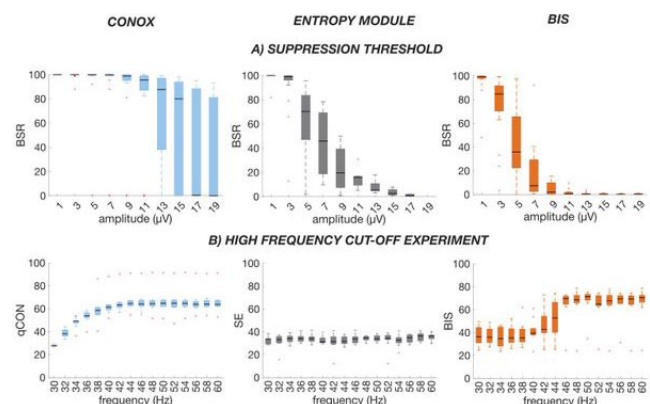 CONOX ENTROPY MODULE BIS
A) SUPPRESSION THRESHOLD
BSR BSR BSR
100 100 100
80 80 80
60 60 60
40 40 40
20 20 20
0 0 0
1 3 5 7 9 11 13 15 17 19 1 3 5 7 9 11 13 15 17 19 1 3 5 7 9 11 13 15 17 19
amplitude (µV) amplitude (µV) amplitude (µV)
B) HIGH FREQUENCY CUT-OFF EXPERIMENT
qCON SE BIS
100 100 100
80 80 80
60 60 60
40 40 40
20 20 20
0 0 0
30 32 34 36 38 40 42 44 46 48 50 52 54 56 58 60 30 32 34 36 38 40 42 44 46 48 50 52 54 56 58 60 30 32 34 36 38 40 42 44 46 48 50 52 54 56 58 60
frequency (Hz) frequency (Hz) frequency (Hz)